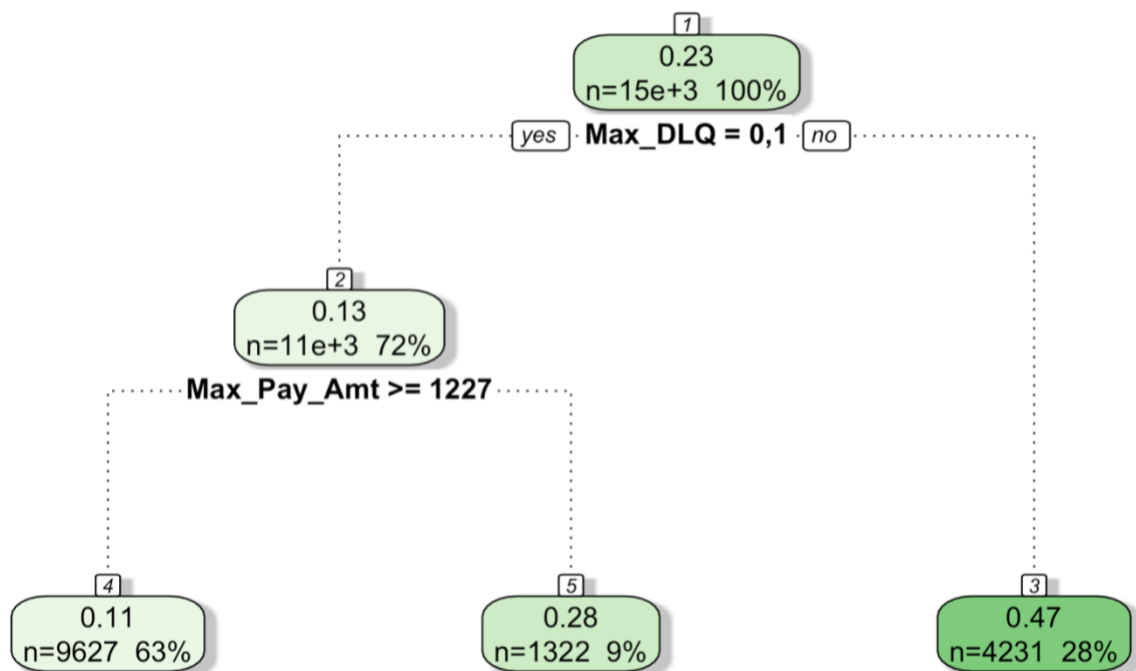 1
0.23
n=15e+3 100%
yes Max_DLQ = 0,1 no
2
0.13
n=11e+3 72%
Max_Pay_Amt >= 1227
4
0.11
n=9627 63%
5
0.28
n=1322 9%
3
0.47
n=4231 28%